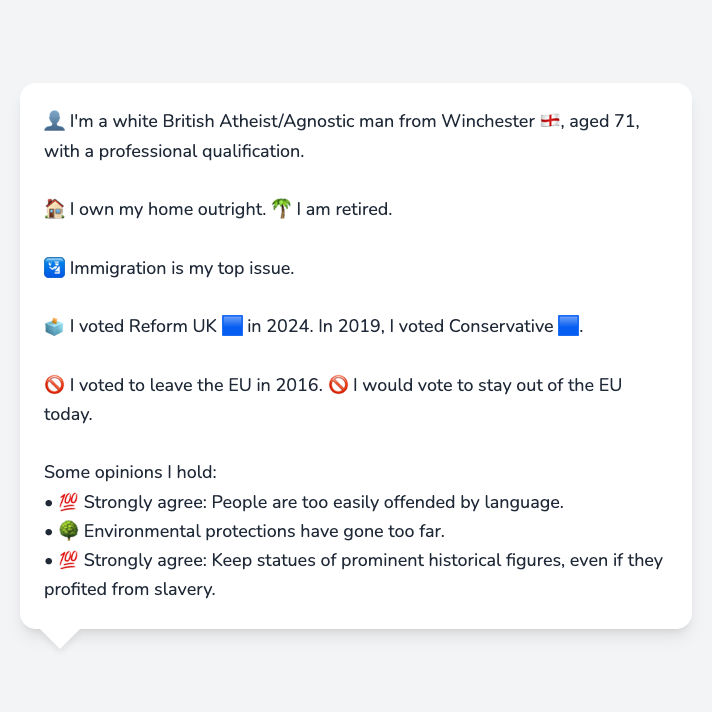 👤 I'm a white British Atheist/Agnostic man from Winchester 🏴󠁧󠁢󠁥󠁮󠁧󠁿, aged 71,
with a professional qualification.
🏠 I own my home outright. 🌴 I am retired.
🛂 Immigration is my top issue.
🗳️ I voted Reform UK 🟦 in 2024. In 2019, I voted Conservative 🟦.
🚫 I voted to leave the EU in 2016. 🚫 I would vote to stay out of the EU
today.
Some opinions I hold:
• 💯 Strongly agree: People are too easily offended by language.
• 🌳 Environmental protections have gone too far.
• 💯 Strongly agree: Keep statues of prominent historical figures, even if they
profited from slavery.